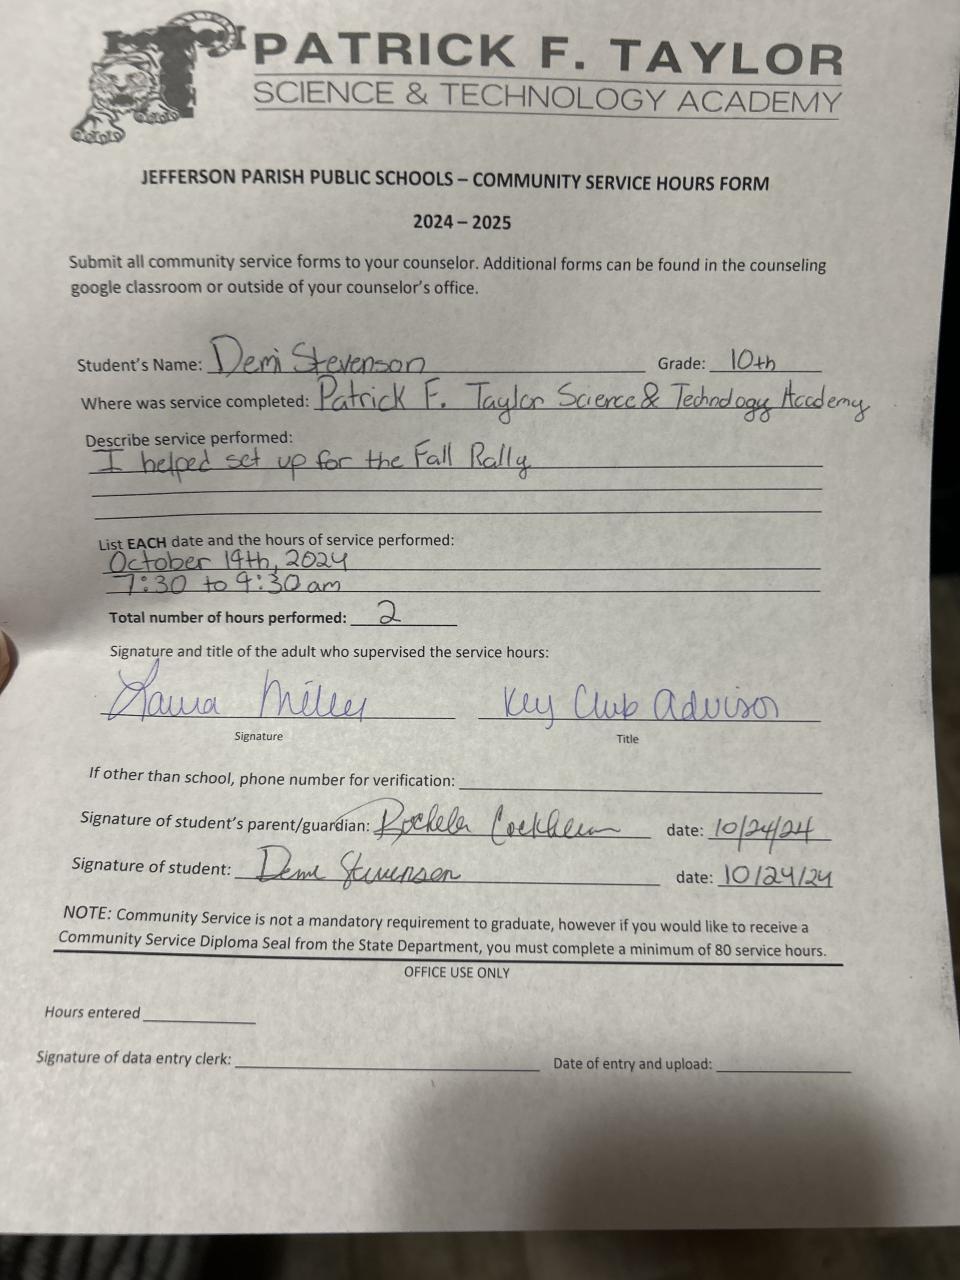 PATRICK F. TAYLOR
SCIENCE & TECHNOLOGY ACADEMY
JEFFERSON PARISH PUBLIC SCHOOLS – COMMUNITY SERVICE HOURS FORM
2024 – 2025
Submit all community service forms to your counselor. Additional forms can be found in the counseling
google classroom or outside of your counselor's office.
Student's Name: Demi Stevenson Grade: 10th
Where was service completed: Patrick F. Taylor Science & Technology Academy
Describe service performed:
I helped set up for the Fall Rally
List EACH date and the hours of service performed:
October 19th, 2024
7:30 to 9:30 am
Total number of hours performed: 2
Signature and title of the adult who supervised the service hours:
Laura Miller Key Club Advisor
Signature Title
If other than school, phone number for verification:
Signature of student's parent/guardian: date: 10/24/24
Signature of student: Demi Stevenson date: 10/24/24
NOTE: Community Service is not a mandatory requirement to graduate, however if you would like to receive a
Community Service Diploma Seal from the State Department, you must complete a minimum of 80 service hours.
OFFICE USE ONLY
Hours entered
Signature of data entry clerk: Date of entry and upload: